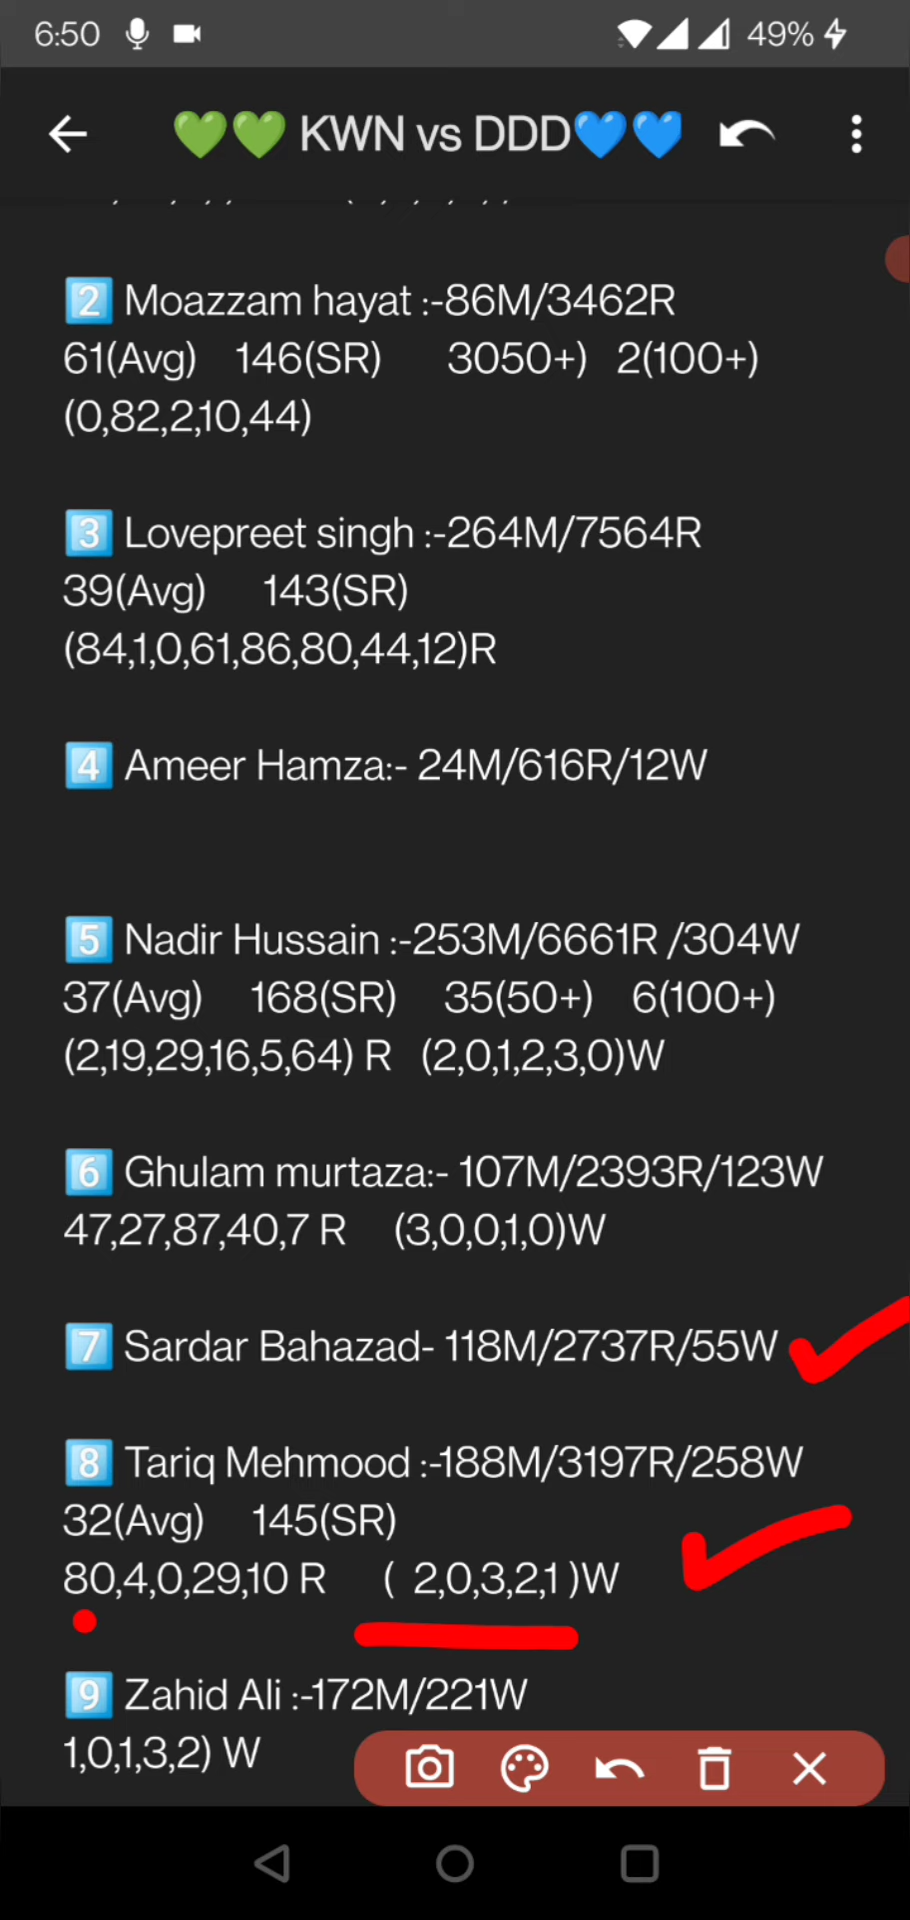 6:50 49%
💚💚 KWN vs DDD💙💙
2️⃣ Moazzam hayat :-86M/3462R
61(Avg) 146(SR) 3050+) 2(100+)
(0,82,2,10,44)
3️⃣ Lovepreet singh :-264M/7564R
39(Avg) 143(SR)
(84,1,0,61,86,80,44,12)R
4️⃣ Ameer Hamza:- 24M/616R/12W
5️⃣ Nadir Hussain :-253M/6661R /304W
37(Avg) 168(SR) 35(50+) 6(100+)
(2,19,29,16,5,64) R (2,0,1,2,3,0)W
6️⃣ Ghulam murtaza:- 107M/2393R/123W
47,27,87,40,7 R (3,0,0,1,0)W
7️⃣ Sardar Bahazad- 118M/2737R/55W
8️⃣ Tariq Mehmood :-188M/3197R/258W
32(Avg) 145(SR)
80,4,0,29,10 R ( 2,0,3,2,1 )W
9️⃣ Zahid Ali :-172M/221W
1,0,1,3,2) W